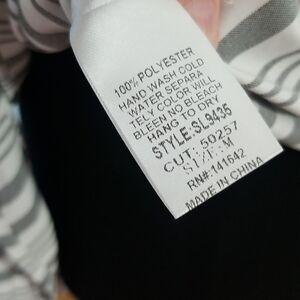 100% POLYESTER
HAND WASH COLD
WATER SEPARA
TELY COLOR WILL
BLEEN NO BLEACH
HANG TO DRY
STYLE:SL9435
CUT: 50257
SIZE: M
RN#:141642
MADE IN CHINA